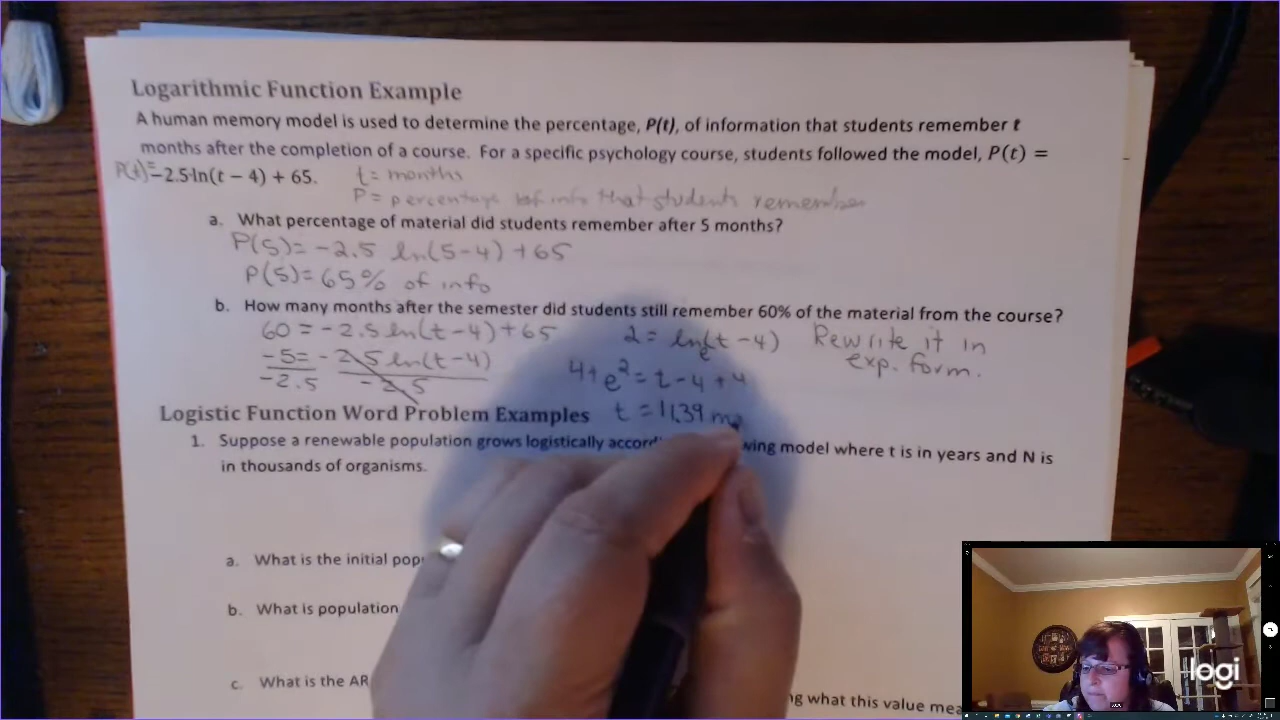 Logarithmic Function Example
A human memory model is used to determine the percentage, P(t), of information that students remember t
months after the completion of a course. For a specific psychology course, students followed the model, P(t) =
P(t)= −2.5·ln(t − 4) + 65. t = months
P = percentage of info that students remember
a. What percentage of material did students remember after 5 months?
P(5) = −2.5 ln(5−4) + 65
P(5) = 65% of info
b. How many months after the semester did students still remember 60% of the material from the course?
60 = −2.5 ln(t−4) + 65 2 = ln(t − 4) Rewrite it in
e exp. form.
−5 = −2.5 ln(t−4) 4+e² = t − 4 + 4
−2.5 −2.5
Logistic Function Word Problem Examples t = 11.39
1. Suppose a renewable population grows logistically model where t is in years and N is
in thousands of organisms.
a. What is the initial
b. What is population
c. What is the what this value
logi